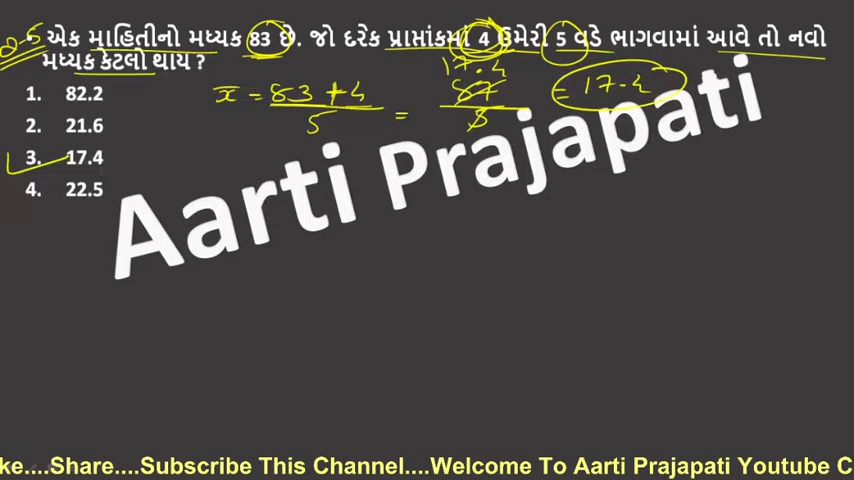 એક માહિતીનો મધ્યક 83 છે. જો દરેક પ્રાપ્તાંકમાં 4 ઉમેરી 5 વડે ભાગવામાં આવે તો નવો
મધ્યક કેટલો થાય ?
1. 82.2
2. 21.6
3. 17.4
4. 22.5
x̅ = 83+4 / 5 = 87 / 5 = 17.4
17.4
Aarti Prajapati
ke....Share....Subscribe This Channel....Welcome To Aarti Prajapati Youtube C